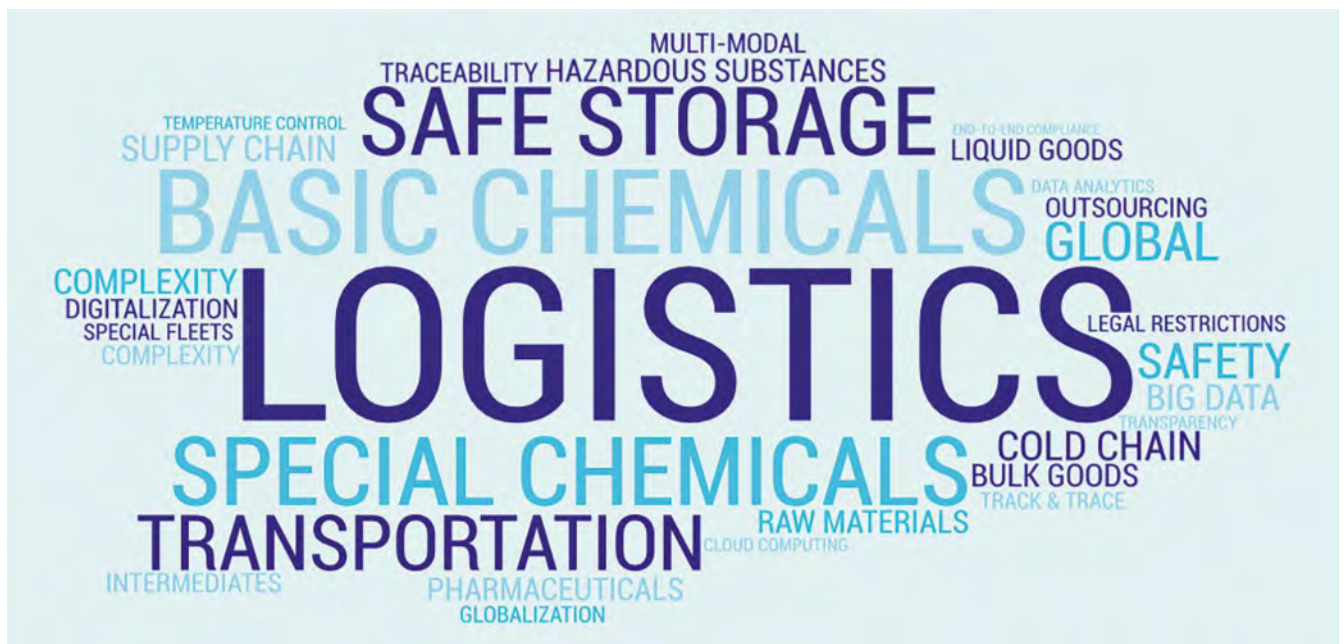 MULTI-MODAL
TRACEABILITY HAZARDOUS SUBSTANCES
SAFE STORAGE
TEMPERATURE CONTROL
SUPPLY CHAIN
END-TO-END COMPLIANCE
LIQUID GOODS
BASIC CHEMICALS
DATA ANALYTICS
OUTSOURCING
GLOBAL
COMPLEXITY
DIGITALIZATION
SPECIAL FLEETS
COMPLEXITY
LOGISTICS
LEGAL RESTRICTIONS
SAFETY
BIG DATA
TRANSPARENCY
SPECIAL CHEMICALS
COLD CHAIN
BULK GOODS
TRACK & TRACE
RAW MATERIALS
TRANSPORTATION
CLOUD COMPUTING
INTERMEDIATES
PHARMACEUTICALS
GLOBALIZATION